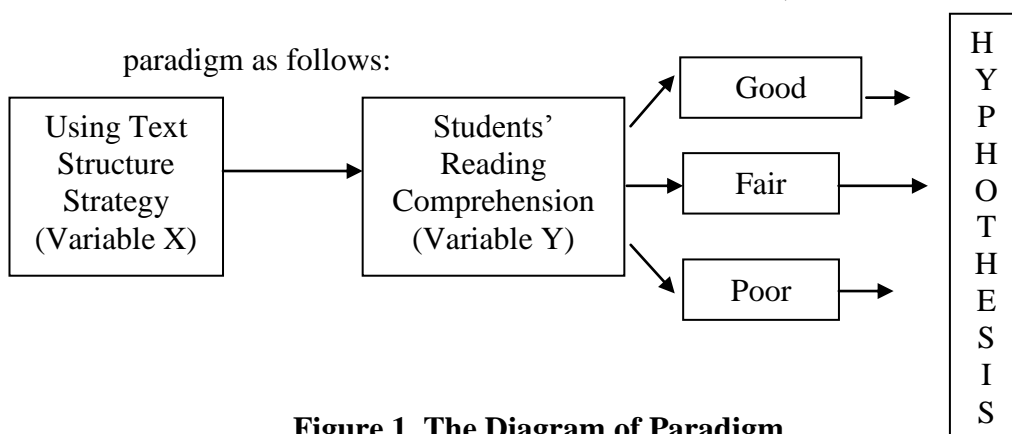 paradigm as follows:
Using Text
Structure
Strategy
(Variable X)
Students’
Reading
Comprehension
(Variable Y)
Good
Fair
Poor
H
Y
P
H
O
T
H
E
S
I
S
Figure 1. The Diagram of Paradigm